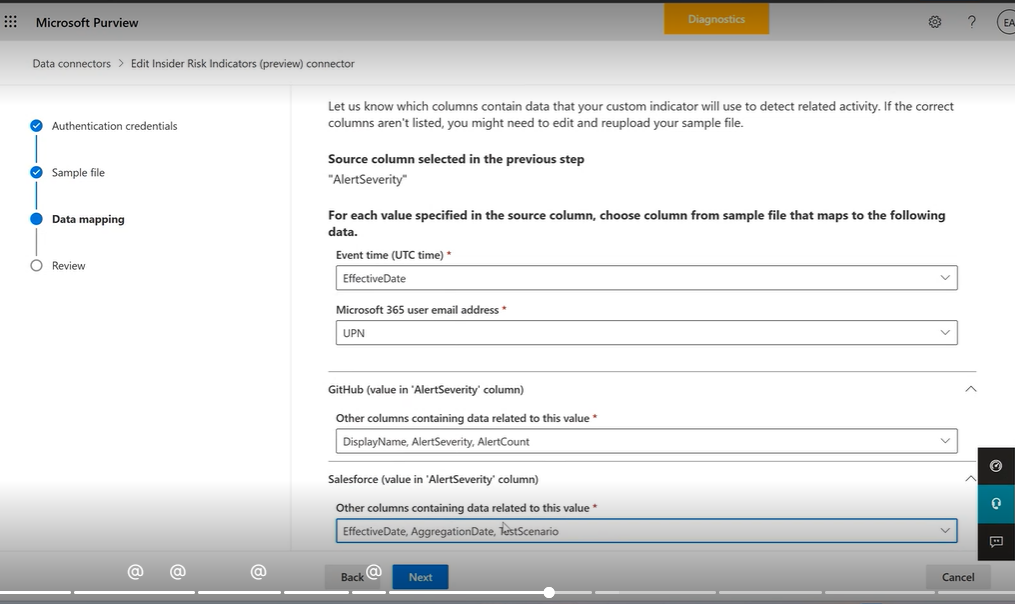 Microsoft Purview
Diagnostics
?
EA
Data connectors > Edit Insider Risk Indicators (preview) connector
Authentication credentials
Sample file
Data mapping
Review
Let us know which columns contain data that your custom indicator will use to detect related activity. If the correct
columns aren't listed, you might need to edit and reupload your sample file.
Source column selected in the previous step
"AlertSeverity"
For each value specified in the source column, choose column from sample file that maps to the following
data.
Event time (UTC time) *
EffectiveDate
Microsoft 365 user email address *
UPN
GitHub (value in 'AlertSeverity' column)
Other columns containing data related to this value *
DisplayName, AlertSeverity, AlertCount
Salesforce (value in 'AlertSeverity' column)
Other columns containing data related to this value *
EffectiveDate, AggregationDate, TestScenario
@ @ @ @
Back
Next
Cancel